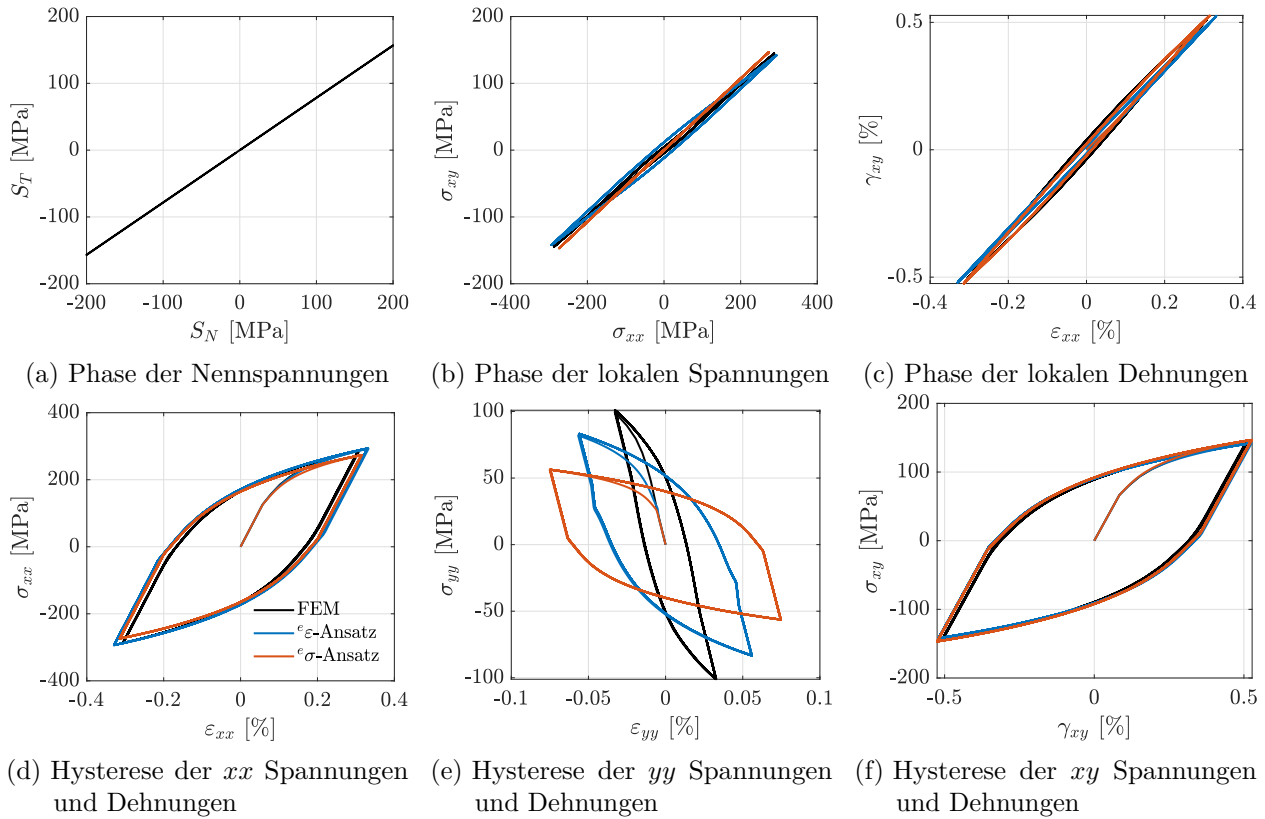 200
100
0
-100
-200
S_T [MPa]
-200 -100 0 100 200
S_N [MPa]
(a) Phase der Nennspannungen
200
100
0
-100
-200
σ_xy [MPa]
-400 -200 0 200 400
σ_xx [MPa]
(b) Phase der lokalen Spannungen
0.5
0
-0.5
γ_xy [%]
-0.4 -0.2 0 0.2 0.4
ε_xx [%]
(c) Phase der lokalen Dehnungen
400
200
0
-200
-400
σ_xx [MPa]
FEM
^eε-Ansatz
^eσ-Ansatz
-0.4 -0.2 0 0.2 0.4
ε_xx [%]
(d) Hysterese der xx Spannungen
und Dehnungen
100
50
0
-50
-100
σ_yy [MPa]
-0.1 -0.05 0 0.05 0.1
ε_yy [%]
(e) Hysterese der yy Spannungen
und Dehnungen
200
100
0
-100
-200
σ_xy [MPa]
-0.5 0 0.5
γ_xy [%]
(f) Hysterese der xy Spannungen
und Dehnungen